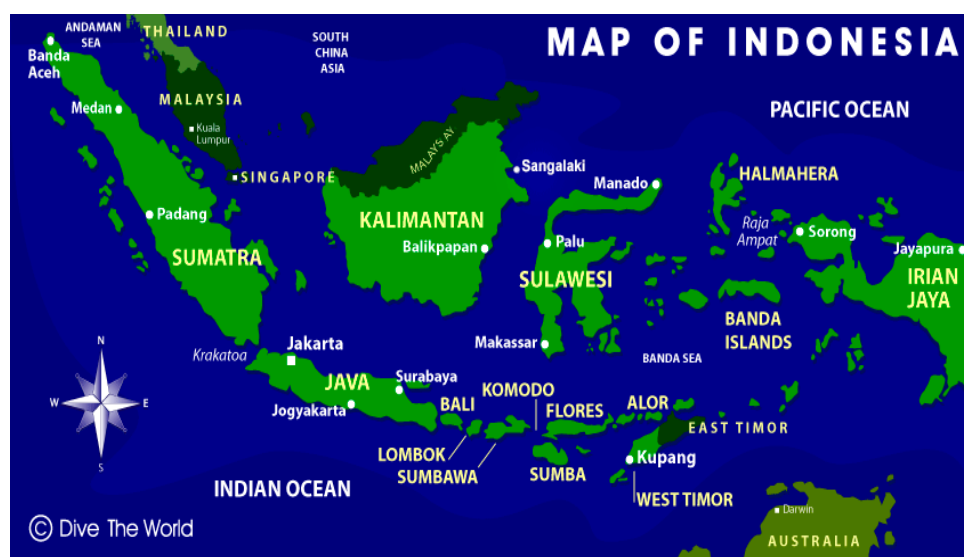 MAP OF INDONESIA
ANDAMAN
SEA
THAILAND
SOUTH
CHINA
ASIA
Banda
Aceh
MALAYSIA
PACIFIC OCEAN
Medan
Kuala
Lumpur
MALAYSAY
SINGAPORE
Sangalaki
Manado
HALMAHERA
Padang
KALIMANTAN
Raja
Ampat
Sorong
Balikpapan
Palu
Jayapura
SUMATRA
SULAWESI
IRIAN
JAYA
BANDA
ISLANDS
N
Krakatoa
Jakarta
Makassar
BANDA SEA
W
E
JAVA
Surabaya
KOMODO
Jogyakarta
BALI
FLORES
ALOR
EAST TIMOR
LOMBOK
SUMBAWA
SUMBA
Kupang
S
INDIAN OCEAN
WEST TIMOR
Darwin
© Dive The World
AUSTRALIA